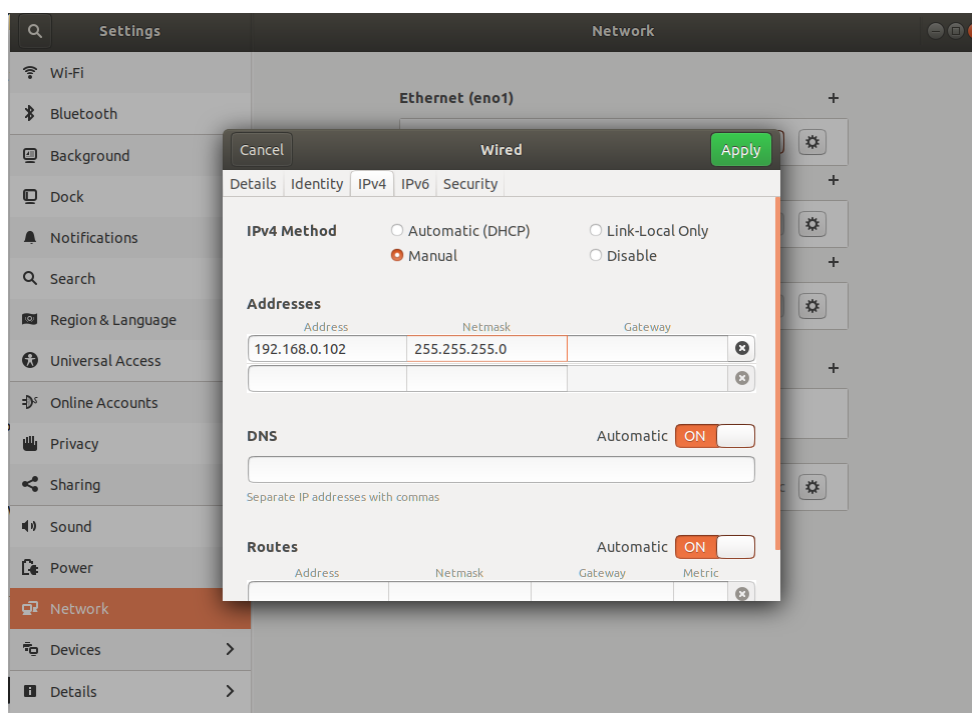 Settings
Network
Wi-Fi
Bluetooth
Background
Dock
Notifications
Search
Region & Language
Universal Access
Online Accounts
Privacy
Sharing
Sound
Power
Network
Devices
Details
Ethernet (eno1)
Cancel
Wired
Apply
Details Identity IPv4 IPv6 Security
IPv4 Method
Automatic (DHCP)
Link-Local Only
Manual
Disable
Addresses
Address Netmask Gateway
192.168.0.102 255.255.255.0
DNS
Automatic ON
Separate IP addresses with commas
Routes
Automatic ON
Address Netmask Gateway Metric